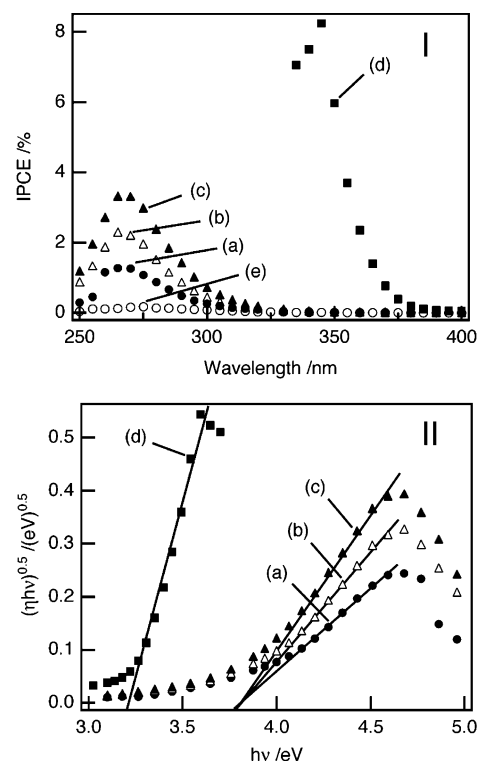 8
I
(d)
6
IPCE /%
4
(c)
(b)
2
(a)
(e)
0
250 300 350 400
Wavelength /nm
II
0.5
(d)
0.4
(c)
(ηhν)^0.5 /(eV)^0.5
0.3
(b)
0.2
(a)
0.1
0.0
3.0 3.5 4.0 4.5 5.0
hν /eV